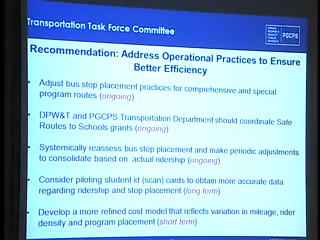 Transportation Task Force Committee
PGCPS
Recommendation: Address Operational Practices to Ensure
Better Efficiency
• Adjust bus stop placement practices for comprehensive and special
program routes (ongoing)
• DPW&T and PGCPS Transportation Department should coordinate Safe
Routes to Schools grants (ongoing)
• Systemically reassess bus stop placement and make periodic adjustments
to consolidate based on actual ridership (ongoing)
• Consider piloting student id (scan) cards to obtain more accurate data
regarding ridership and stop placement (long term)
• Develop a more refined cost model that reflects variation in mileage, rider
density and program placement (short term)